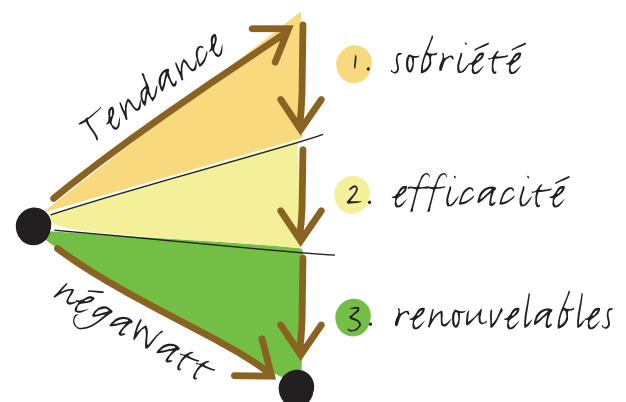 Tendance
1. sobriété
2. efficacité
3. renouvelables
négaWatt